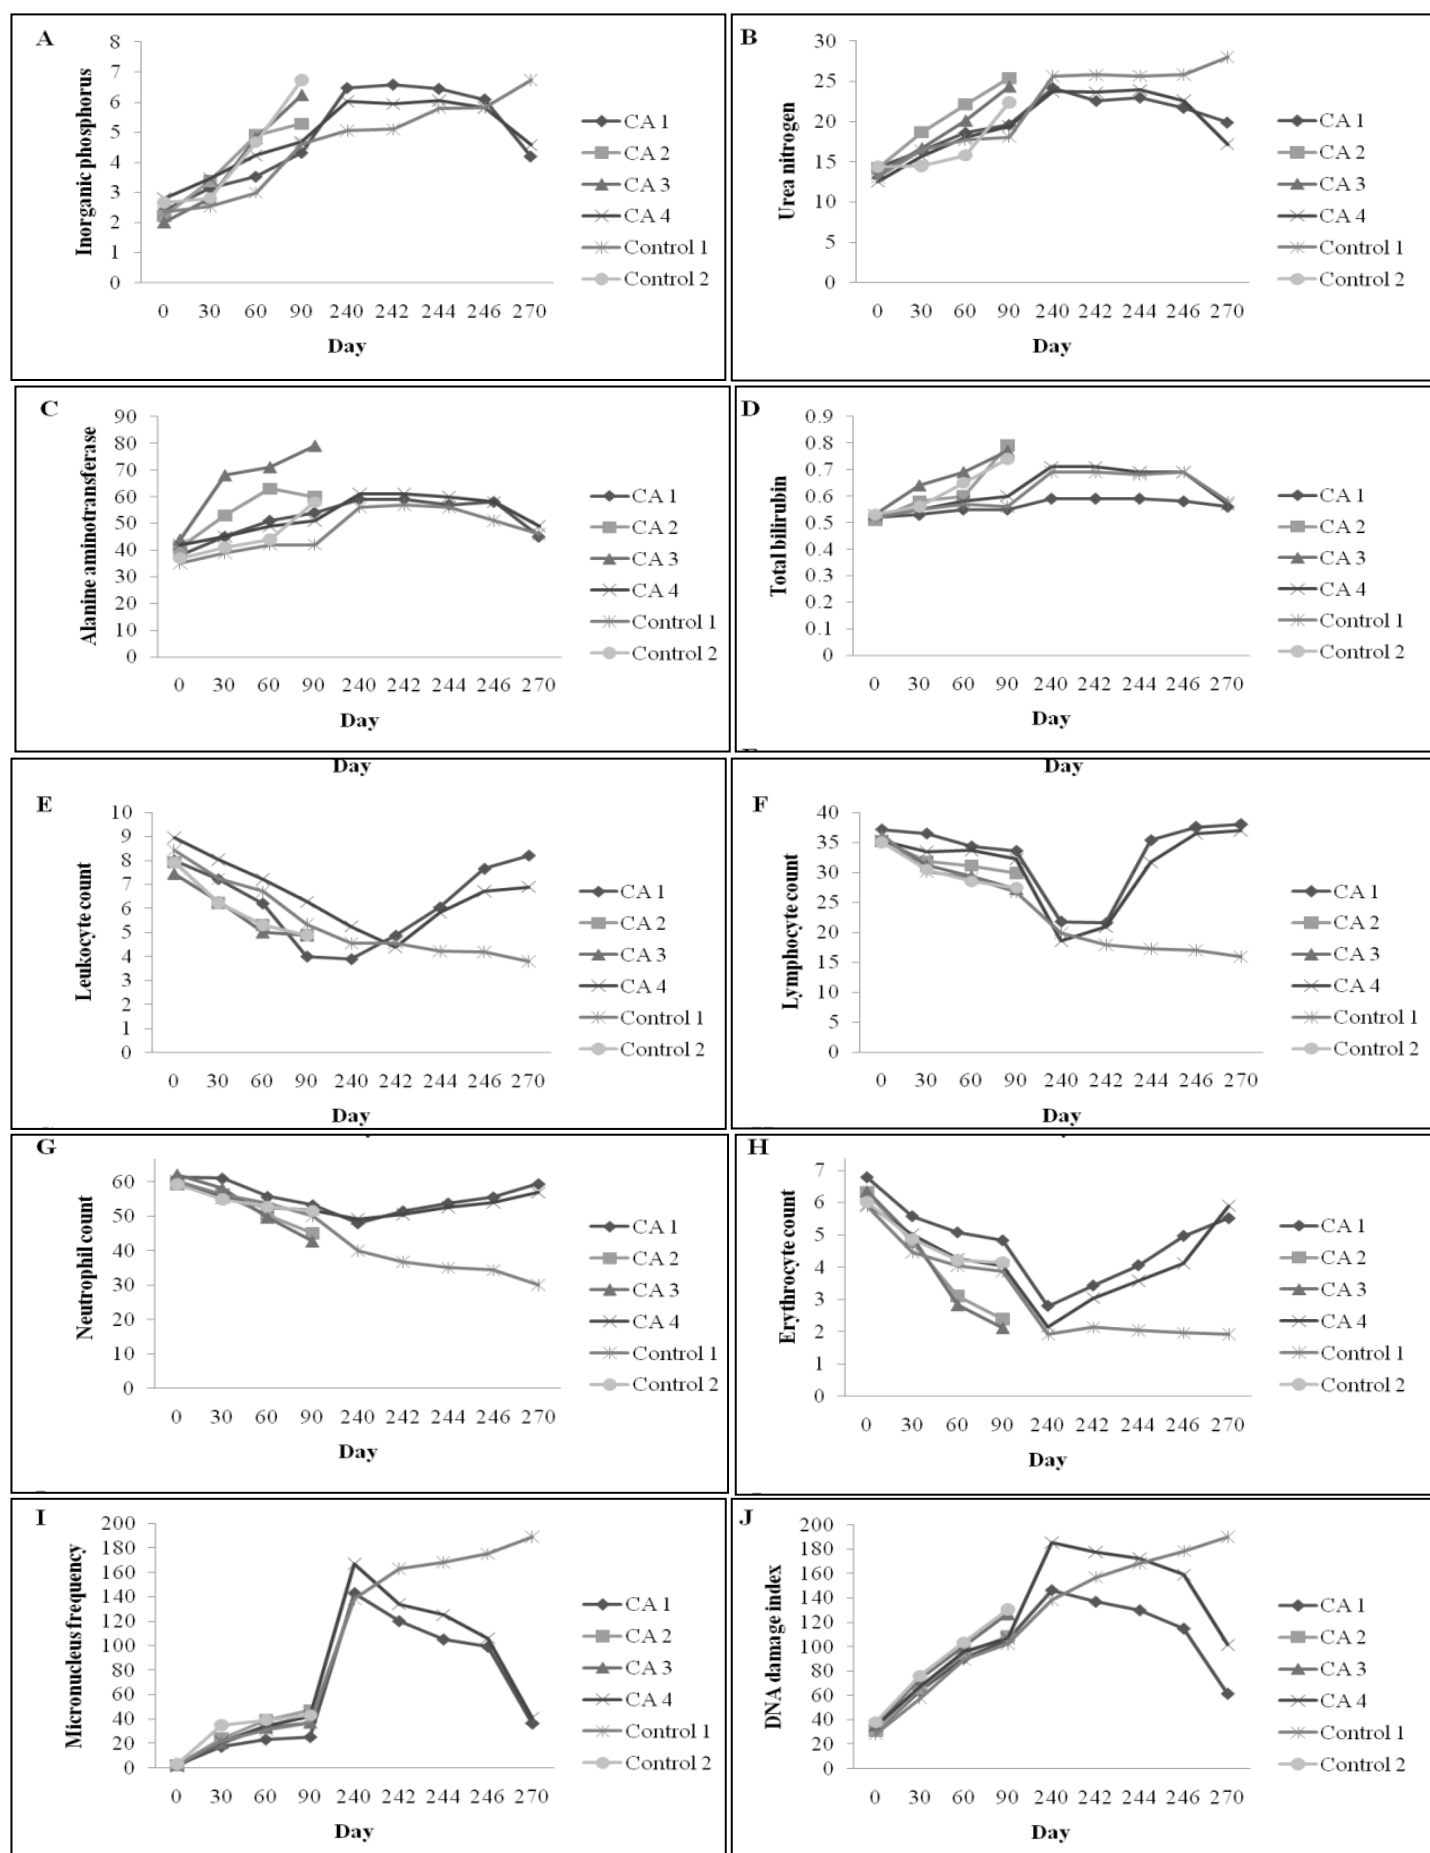 A
Inorganic phosphorus
8
7
6
5
4
3
2
1
0
0 30 60 90 240 242 244 246 270
Day
CA 1
CA 2
CA 3
CA 4
Control 1
Control 2
B
Urea nitrogen
30
25
20
15
10
5
0
0 30 60 90 240 242 244 246 270
Day
CA 1
CA 2
CA 3
CA 4
Control 1
Control 2
C
Alanine aminotransferase
90
80
70
60
50
40
30
20
10
0
0 30 60 90 240 242 244 246 270
Day
CA 1
CA 2
CA 3
CA 4
Control 1
Control 2
D
Total bilirubin
0.9
0.8
0.7
0.6
0.5
0.4
0.3
0.2
0.1
0
0 30 60 90 240 242 244 246 270
Day
CA 1
CA 2
CA 3
CA 4
Control 1
Control 2
Day
E
Leukocyte count
10
9
8
7
6
5
4
3
2
1
0
0 30 60 90 240 242 244 246 270
Day
CA 1
CA 2
CA 3
CA 4
Control 1
Control 2
Day
F
Lymphocyte count
40
35
30
25
20
15
10
5
0
0 30 60 90 240 242 244 246 270
Day
CA 1
CA 2
CA 3
CA 4
Control 1
Control 2
G
Neutrophil count
60
50
40
30
20
10
0
0 30 60 90 240 242 244 246 270
Day
CA 1
CA 2
CA 3
CA 4
Control 1
Control 2
H
Erythrocyte count
7
6
5
4
3
2
1
0
0 30 60 90 240 242 244 246 270
Day
CA 1
CA 2
CA 3
CA 4
Control 1
Control 2
I
Micronucleus frequency
200
180
160
140
120
100
80
60
40
20
0
0 30 60 90 240 242 244 246 270
Day
CA 1
CA 2
CA 3
CA 4
Control 1
Control 2
J
DNA damage index
200
180
160
140
120
100
80
60
40
20
0
0 30 60 90 240 242 244 246 270
Day
CA 1
CA 2
CA 3
CA 4
Control 1
Control 2